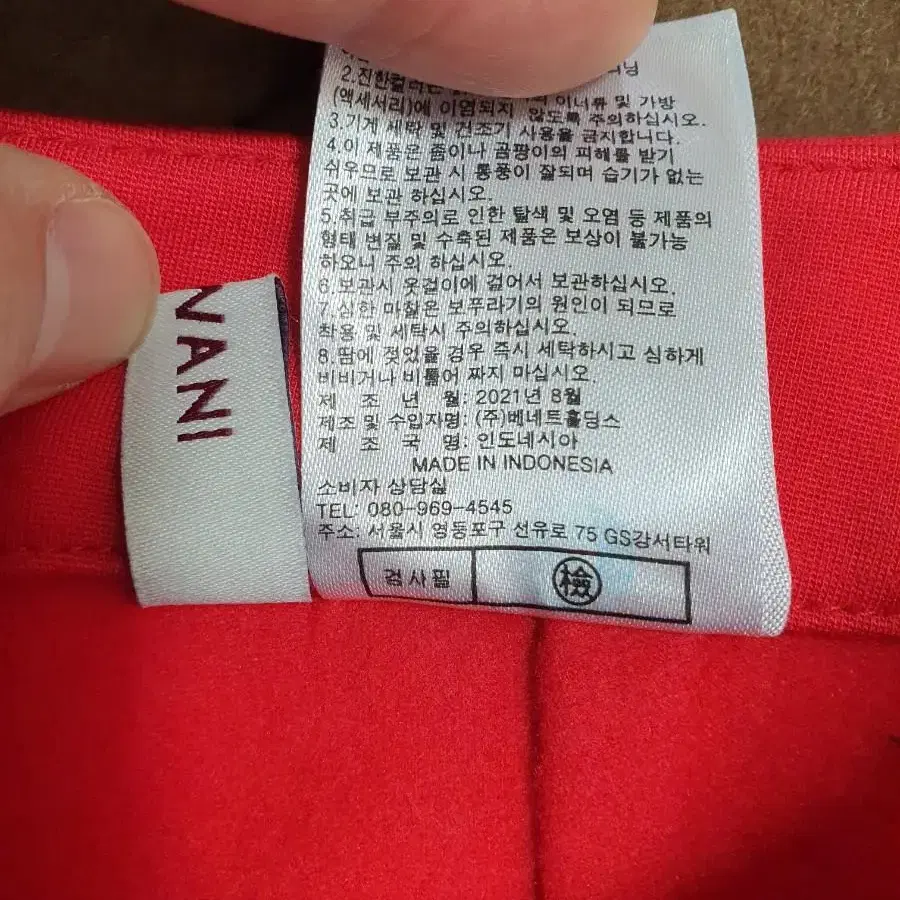 2.진한컬러는
의 이너류 및 가방
(액세서리)에 이염되지 않도록 주의하십시오.
3.기계 세탁 및 건조기 사용을 금지합니다.
4.이 제품은 좀이나 곰팡이의 피해를 받기
쉬우므로 보관 시 통풍이 잘되며 습기가 없는
곳에 보관 하십시오.
5.취급 부주의로 인한 탈색 및 오염 등 제품의
형태 변질 및 수축된 제품은 보상이 불가능
하오니 주의 하십시오.
6.보관시 옷걸이에 걸어서 보관하십시오.
7.심한 마찰은 보푸라기의 원인이 되므로
착용 및 세탁시 주의하십시오.
8.땀에 젖었을 경우 즉시 세탁하시고 심하게
비비거나 비틀어 짜지 마십시오.
제 조 년 월: 2021년 8월
제조 및 수입자명: (주)베네트홀딩스
제 조 국 명: 인도네시아
MADE IN INDONESIA
소비자 상담실
TEL: 080-969-4545
주소: 서울시 영등포구 선유로 75 GS강서타워
검사필 檢
VANI